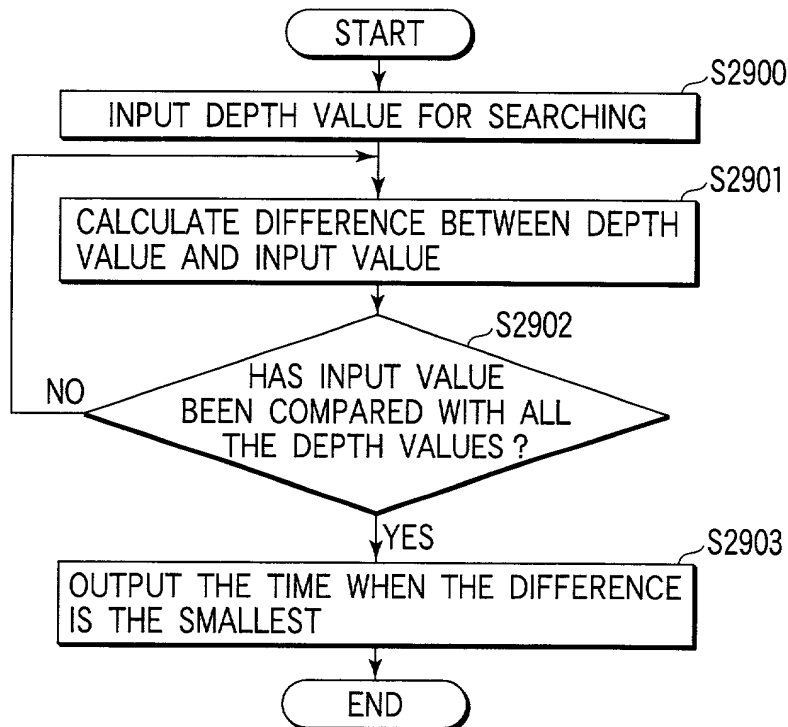 START
S2900
INPUT DEPTH VALUE FOR SEARCHING
S2901
CALCULATE DIFFERENCE BETWEEN DEPTH
VALUE AND INPUT VALUE
S2902
HAS INPUT VALUE
BEEN COMPARED WITH ALL
THE DEPTH VALUES?
NO
YES
S2903
OUTPUT THE TIME WHEN THE DIFFERENCE
IS THE SMALLEST
END